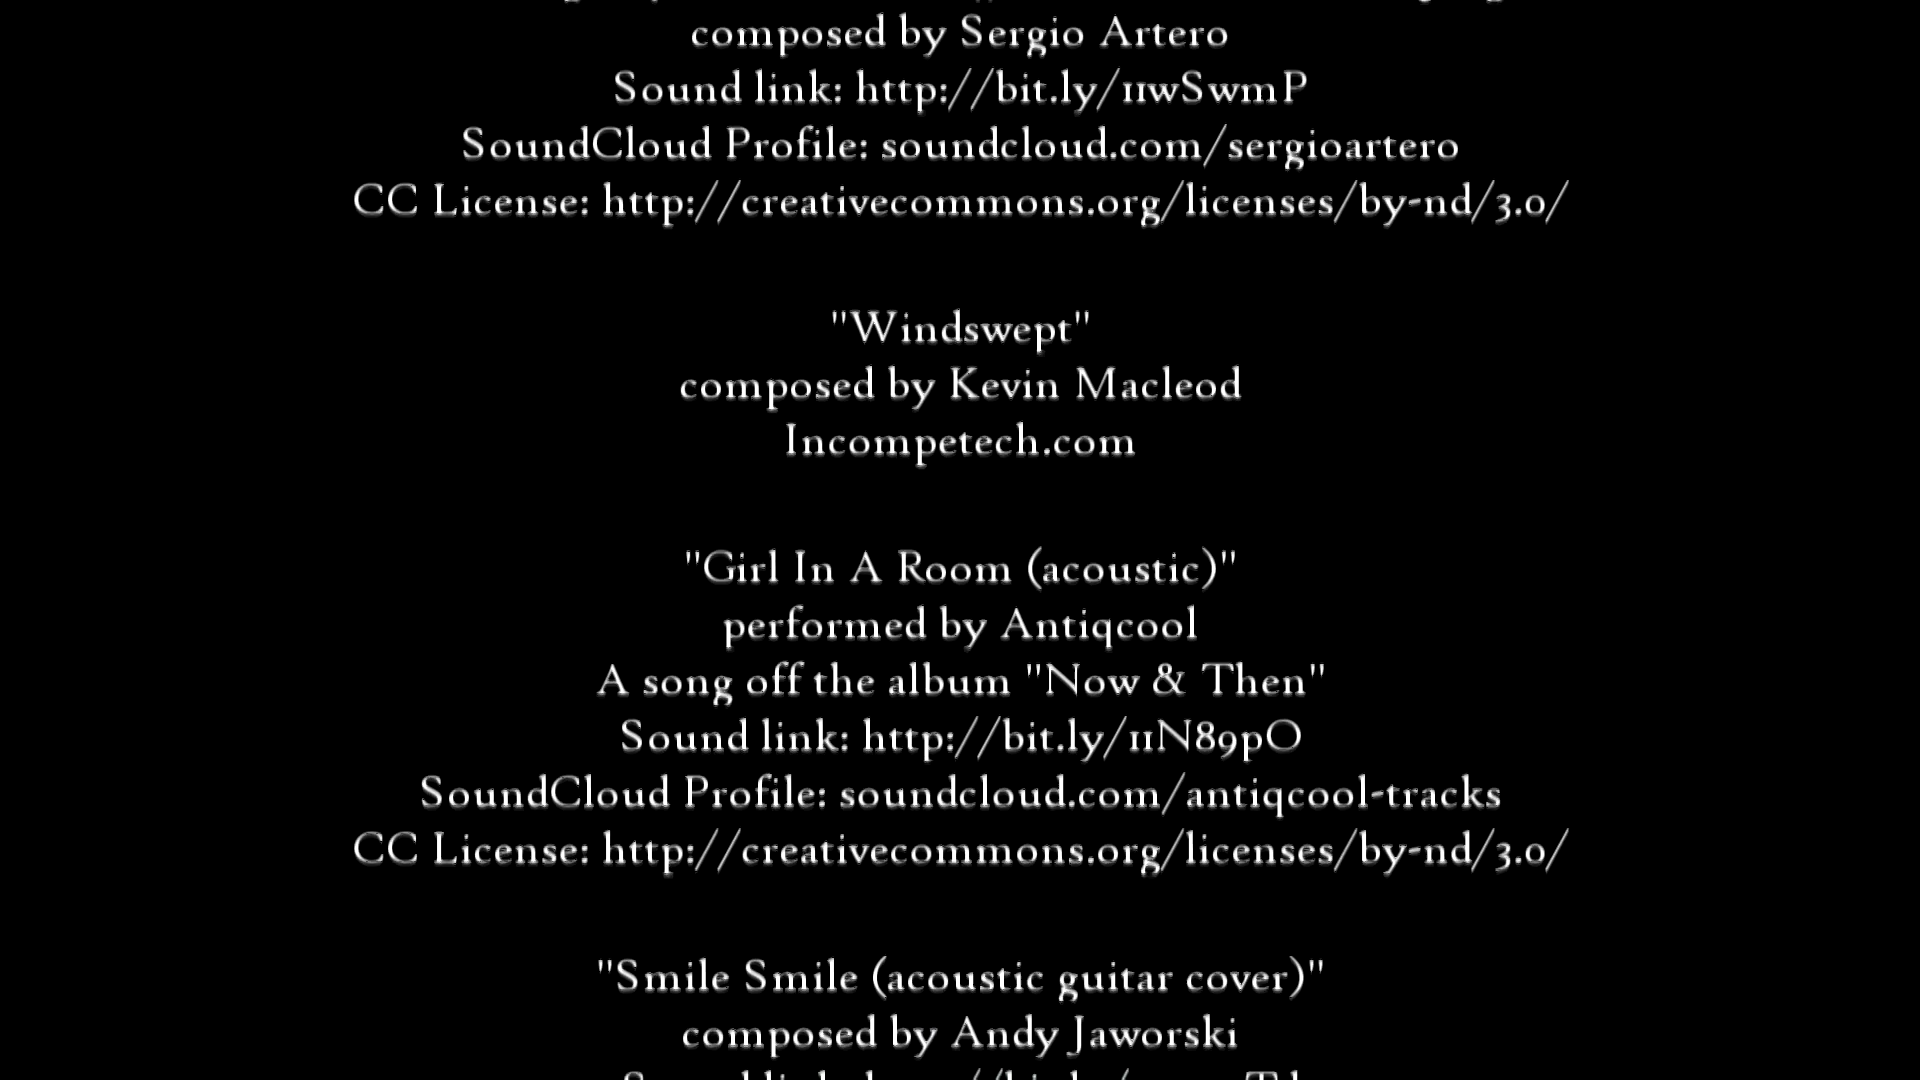 composed by Sergio Artero
Sound link: http://bit.ly/11wSwmP
SoundCloud Profile: soundcloud.com/sergioartero
CC License: http://creativecommons.org/licenses/by-nd/3.0/
"Windswept"
composed by Kevin Macleod
Incompetech.com
"Girl In A Room (acoustic)"
performed by Antiqcool
A song off the album "Now & Then"
Sound link: http://bit.ly/11N89pO
SoundCloud Profile: soundcloud.com/antiqcool-tracks
CC License: http://creativecommons.org/licenses/by-nd/3.0/
"Smile Smile (acoustic guitar cover)"
composed by Andy Jaworski